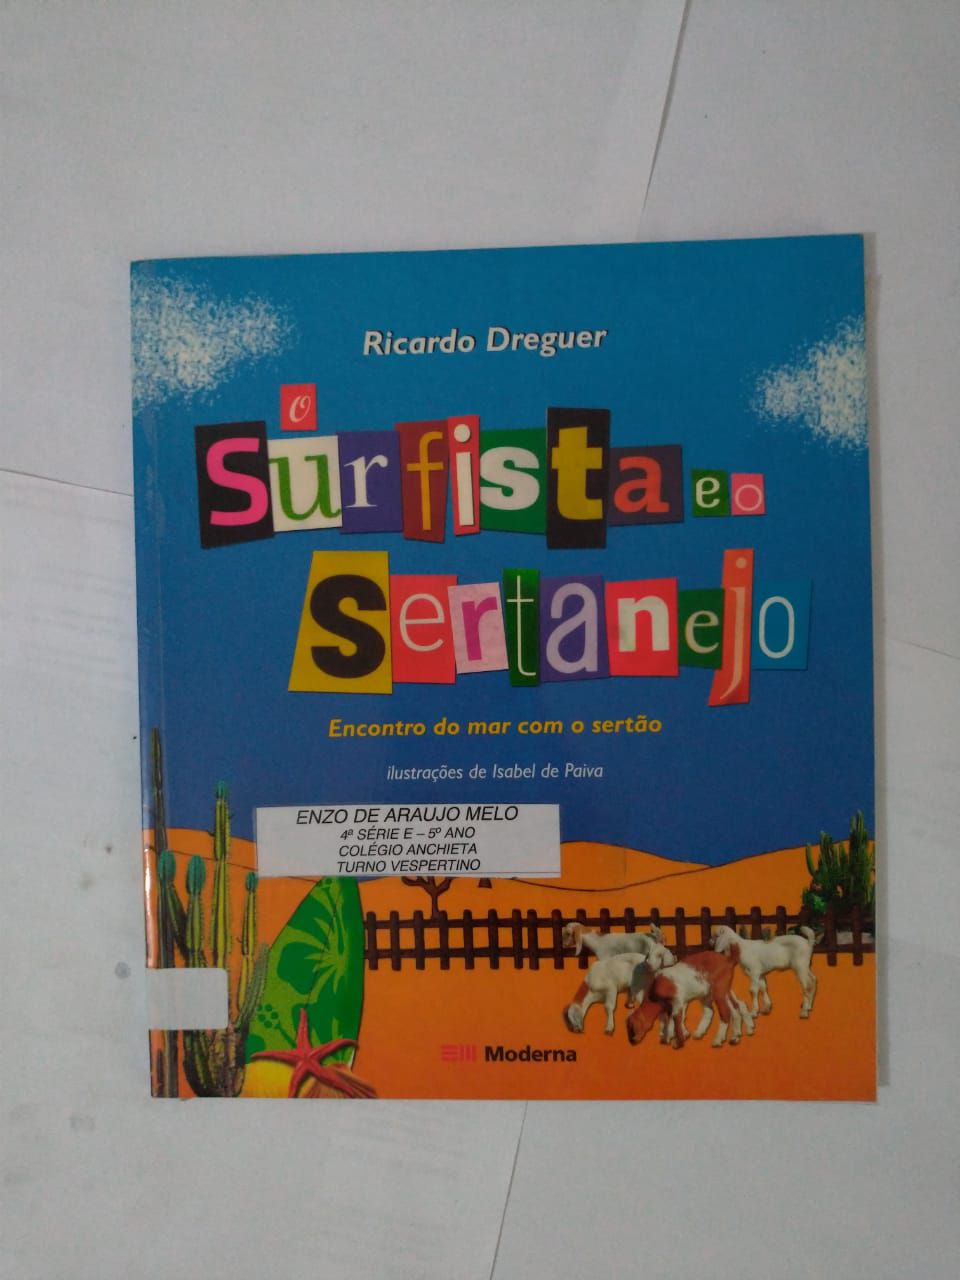 Ricardo Dreguer
o
Surfista e o
Sertanejo
Encontro do mar com o sertão
ilustrações de Isabel de Paiva
ENZO DE ARAUJO MELO
4ª SÉRIE E – 5º ANO
COLÉGIO ANCHIETA
TURNO VESPERTINO
Moderna